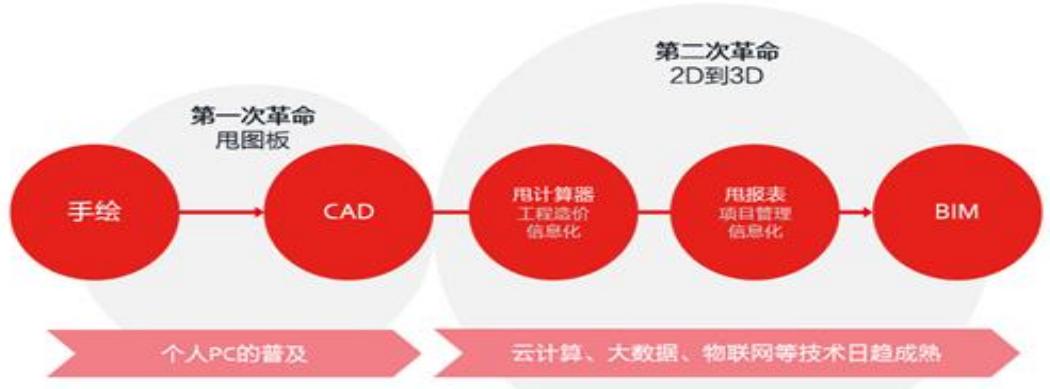 第二次革命
2D到3D
第一次革命
甩图板
手绘
CAD
甩计算器
工程造价
信息化
甩报表
项目管理
信息化
BIM
个人PC的普及
云计算、大数据、物联网等技术日趋成熟